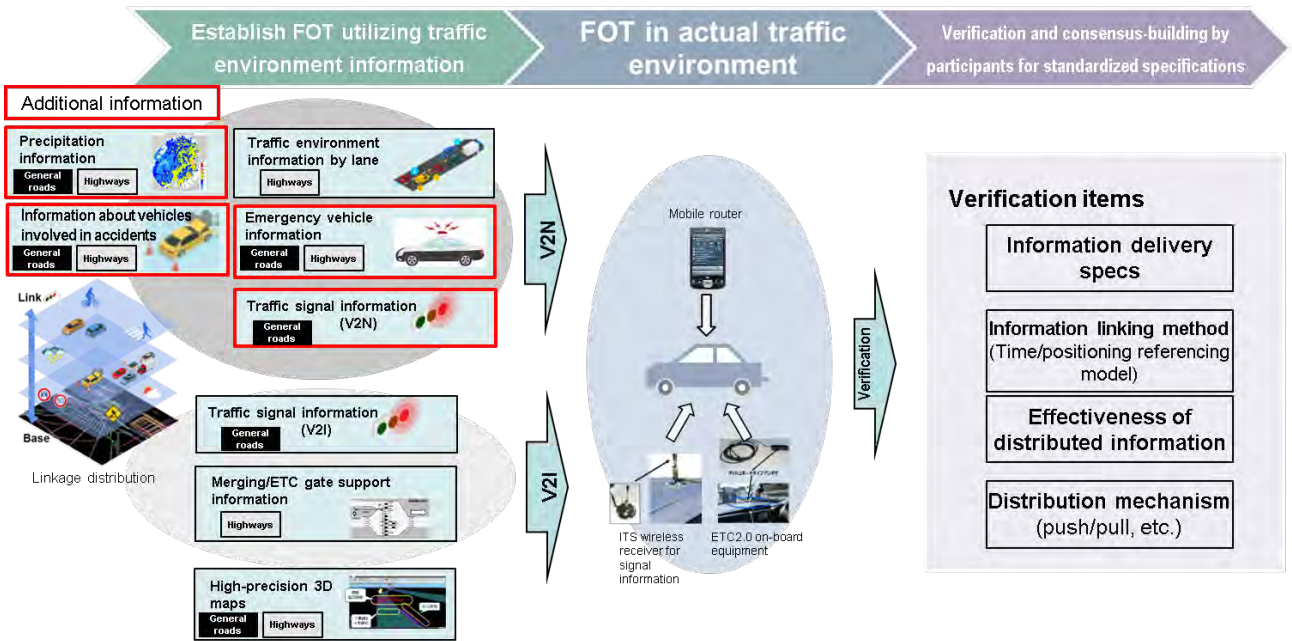 Establish FOT utilizing traffic
environment information
FOT in actual traffic
environment
Verification and consensus-building by
participants for standardized specifications
Additional information
Precipitation
information
General
roads
Highways
Traffic environment
information by lane
Highways
Information about vehicles
involved in accidents
General
roads
Highways
Emergency vehicle
information
General
roads
Highways
Traffic signal information
(V2N)
General
roads
Link
Base
Linkage distribution
Traffic signal information
(V2I)
General
roads
Merging/ETC gate support
information
Highways
High-precision 3D
maps
General
roads
Highways
V2N
V2I
Mobile router
ITS wireless
receiver for
signal
information
ETC2.0 on-board
equipment
Verification
Verification items
Information delivery
specs
Information linking method
(Time/positioning referencing
model)
Effectiveness of
distributed information
Distribution mechanism
(push/pull, etc.)